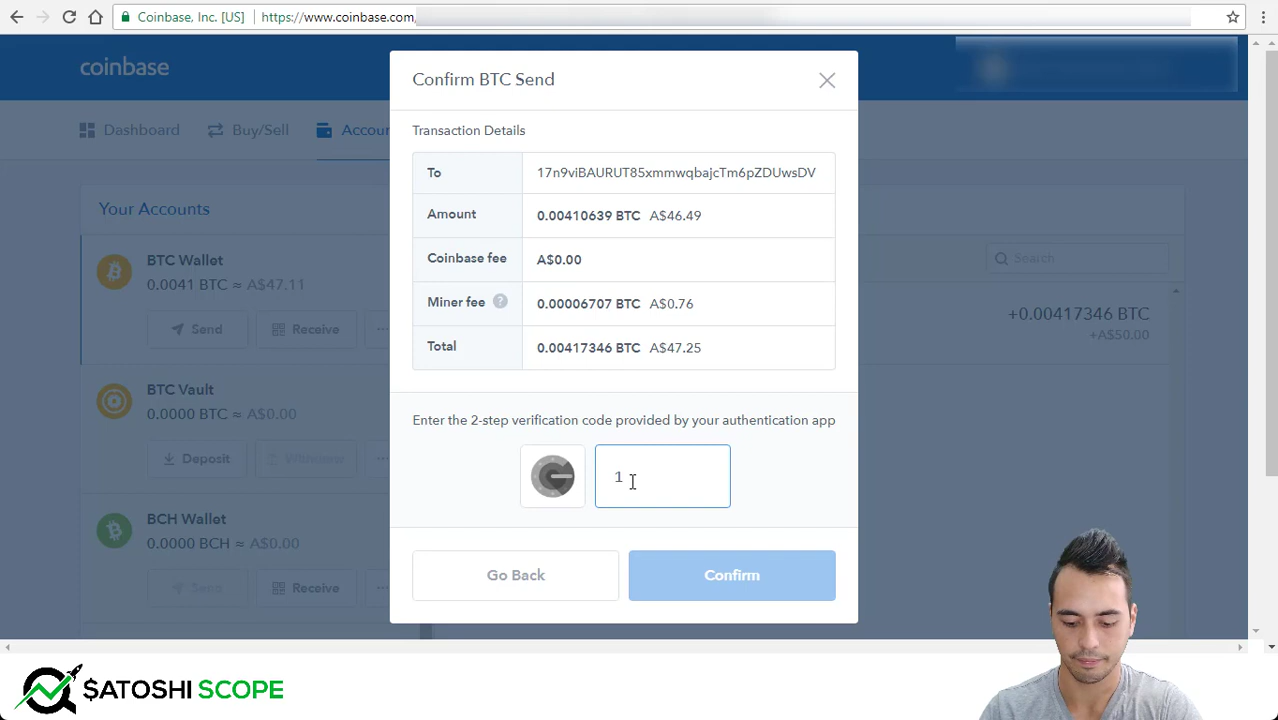 Coinbase, Inc. [US] https://www.coinbase.com,
coinbase
Dashboard Buy/Sell Accou
Your Accounts
BTC Wallet
0.0041 BTC ≈ A$47.11
Send Receive
BTC Vault
0.0000 BTC ≈ A$0.00
Deposit Withdraw
BCH Wallet
0.0000 BCH ≈ A$0.00
Send Receive
Confirm BTC Send
Transaction Details
To 17n9viBAURUT85xmmwqbajcTm6pZDUwsDV
Amount 0.00410639 BTC A$46.49
Coinbase fee A$0.00
Miner fee ? 0.00006707 BTC A$0.76
Total 0.00417346 BTC A$47.25
Enter the 2-step verification code provided by your authentication app
1
Go Back Confirm
Search
+0.00417346 BTC
+A$50.00
$ATOSHI SCOPE